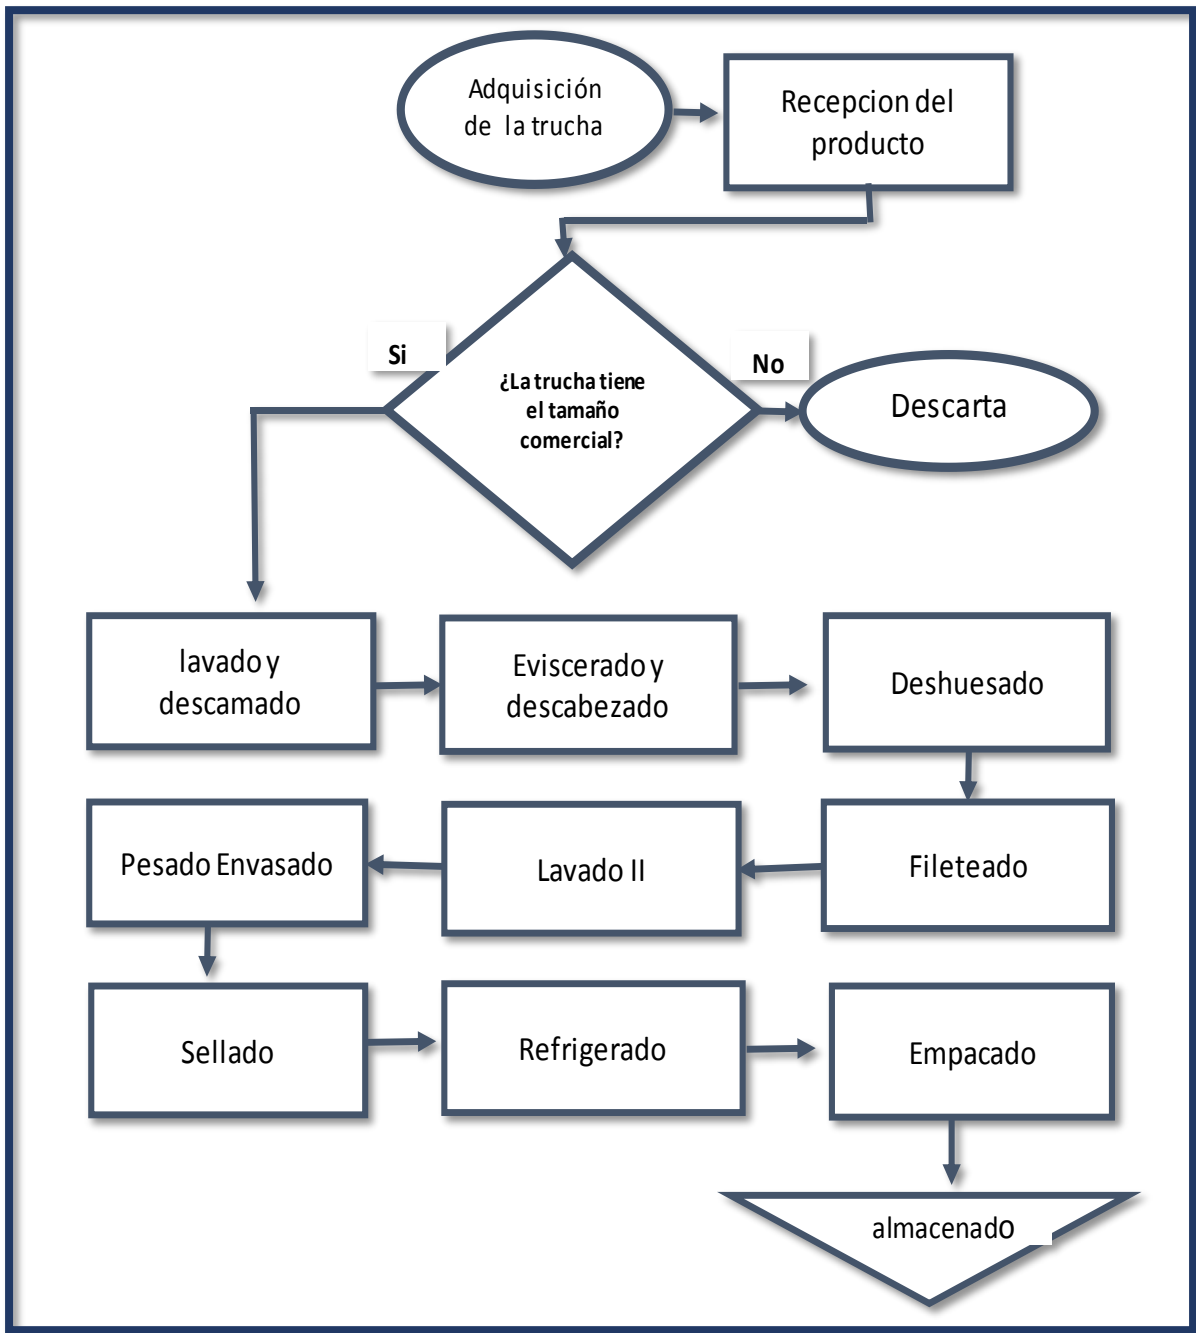 Adquisición
de la trucha
Recepcion del
producto
Si
No
¿La trucha tiene
el tamaño
comercial?
Descarta
lavado y
descamado
Eviscerado y
descabezado
Deshuesado
Pesado Envasado
Lavado II
Fileteado
Sellado
Refrigerado
Empacado
almacenado